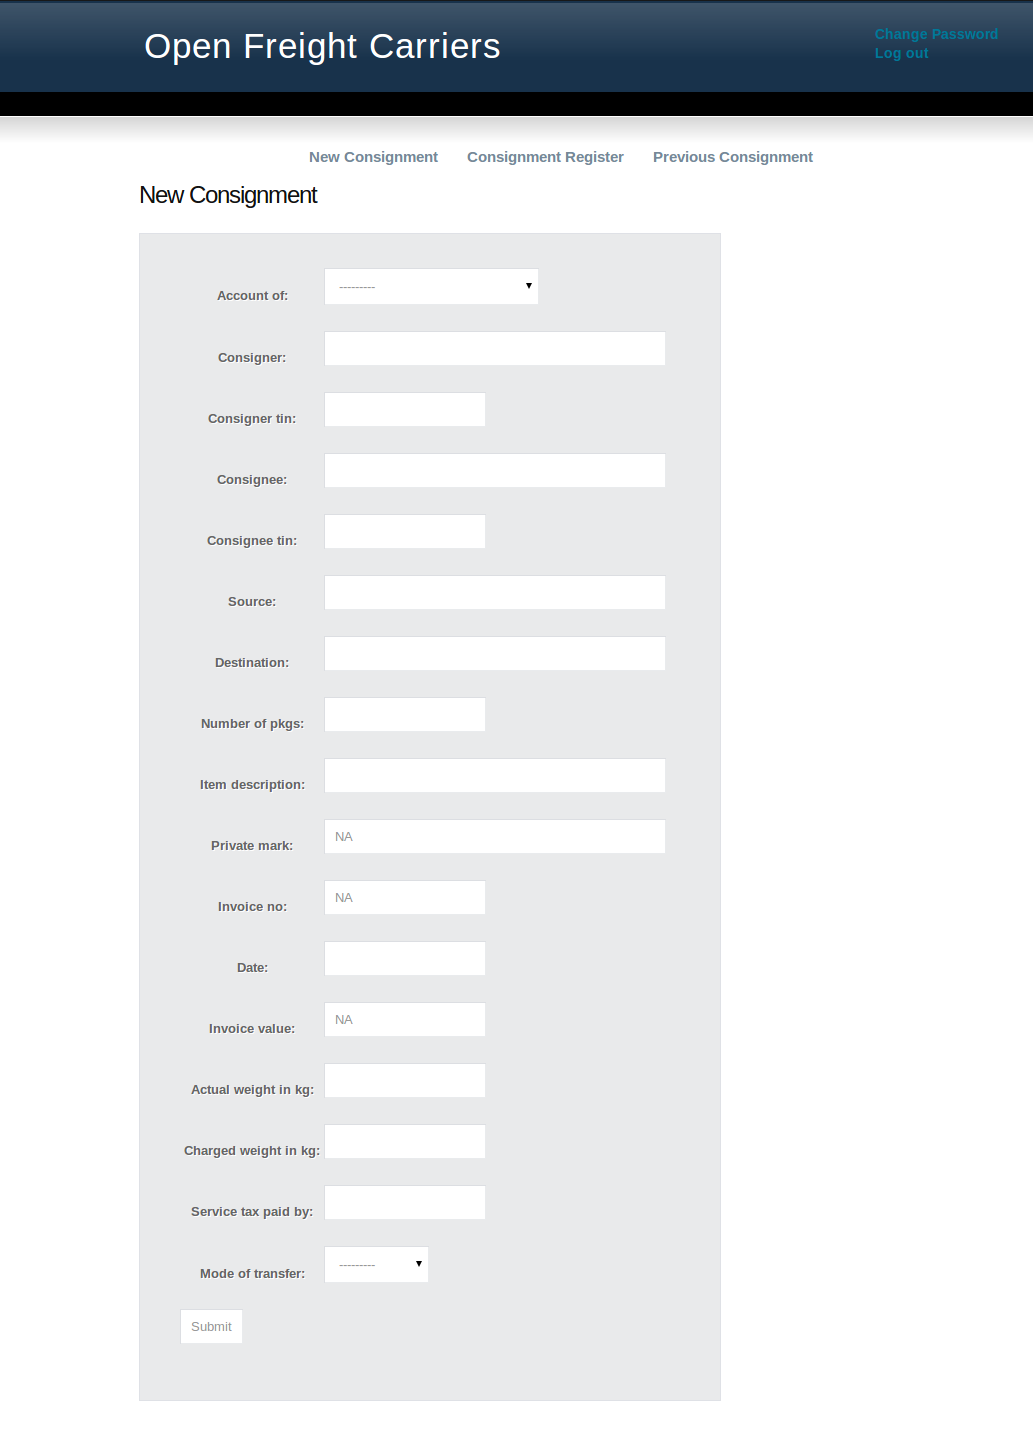 Open Freight Carriers
Change Password
Log out
New Consignment Consignment Register Previous Consignment
New Consignment
Account of: ---------
Consigner:
Consigner tin:
Consignee:
Consignee tin:
Source:
Destination:
Number of pkgs:
Item description:
Private mark: NA
Invoice no: NA
Date:
Invoice value: NA
Actual weight in kg:
Charged weight in kg:
Service tax paid by:
Mode of transfer: ---------
Submit